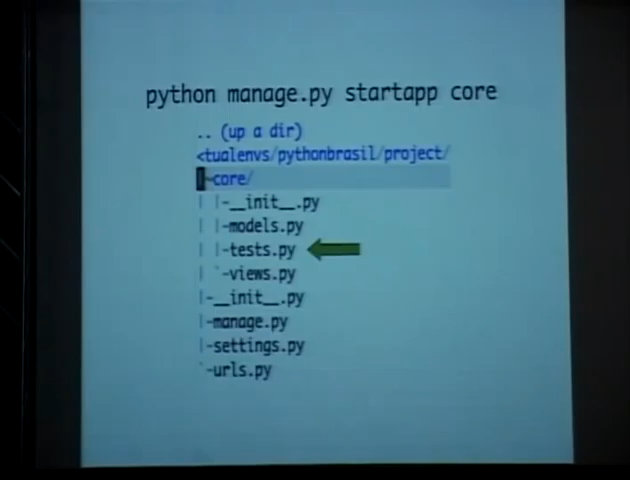 python manage.py startapp core
.. (up a dir)
<tualenvs/pythonbrasil/project/
|~core/
| |-__init__.py
| |-models.py
| |-tests.py
| `-views.py
|-__init__.py
|-manage.py
|-settings.py
`-urls.py